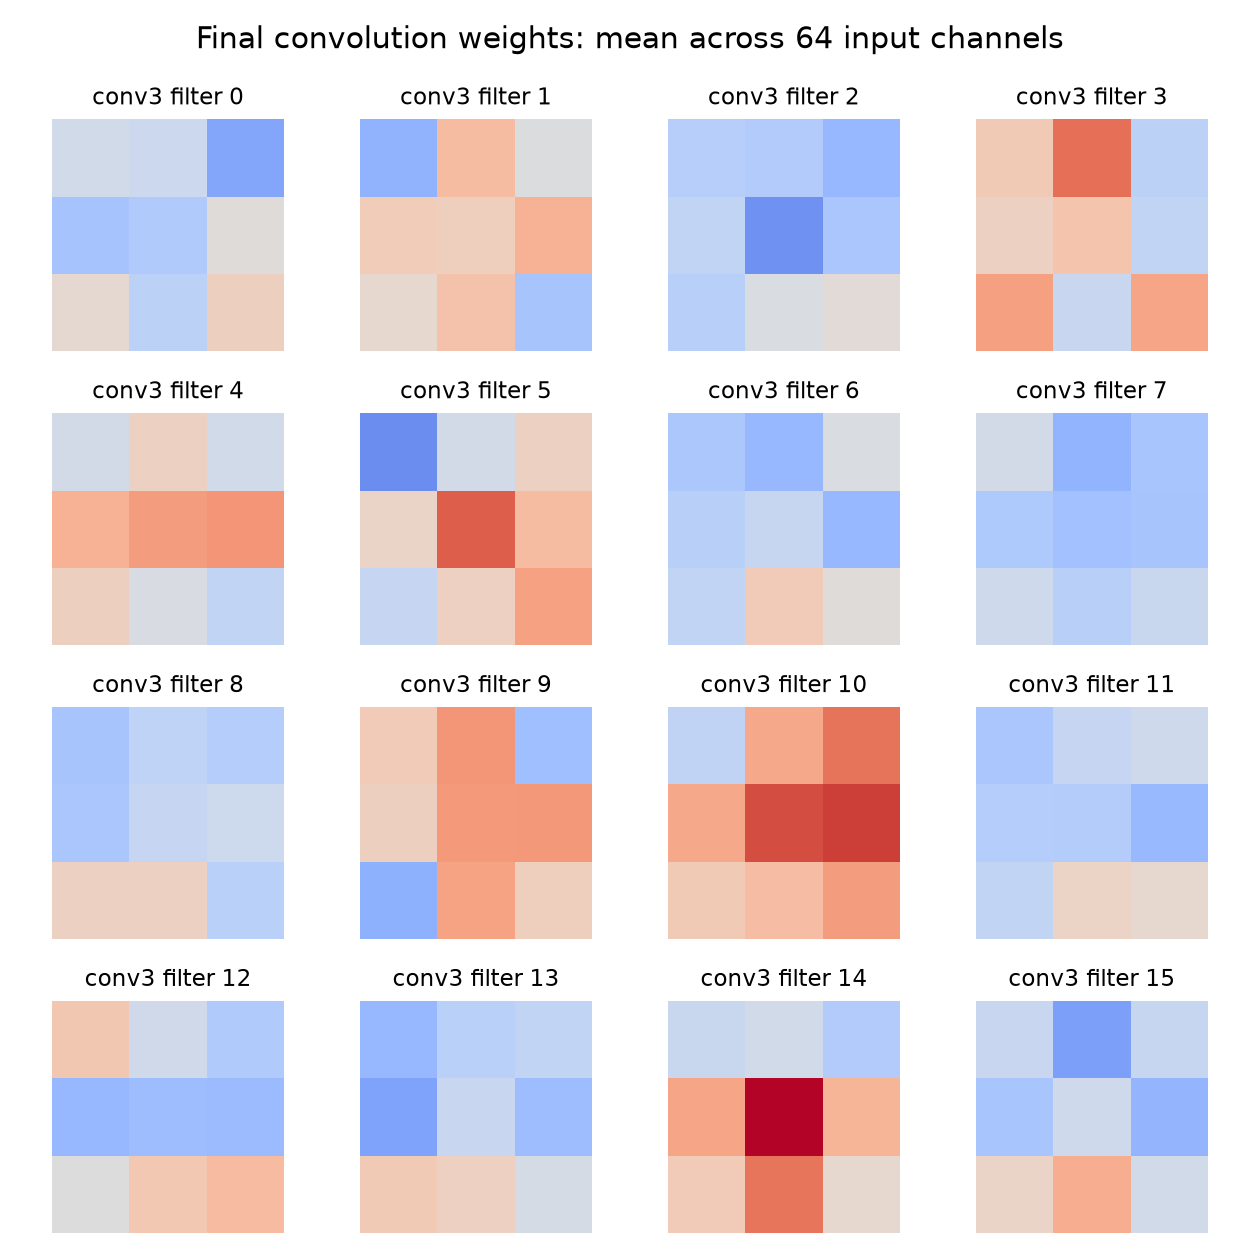 Final convolution weights: mean across 64 input channels
conv3 filter 0
conv3 filter 1
conv3 filter 2
conv3 filter 3
conv3 filter 4
conv3 filter 5
conv3 filter 6
conv3 filter 7
conv3 filter 8
conv3 filter 9
conv3 filter 10
conv3 filter 11
conv3 filter 12
conv3 filter 13
conv3 filter 14
conv3 filter 15